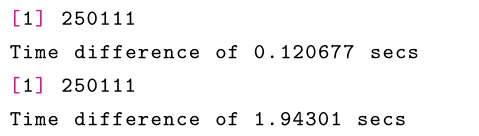 [1] 250111
Time difference of 0.120677 secs
[1] 250111
Time difference of 1.94301 secs